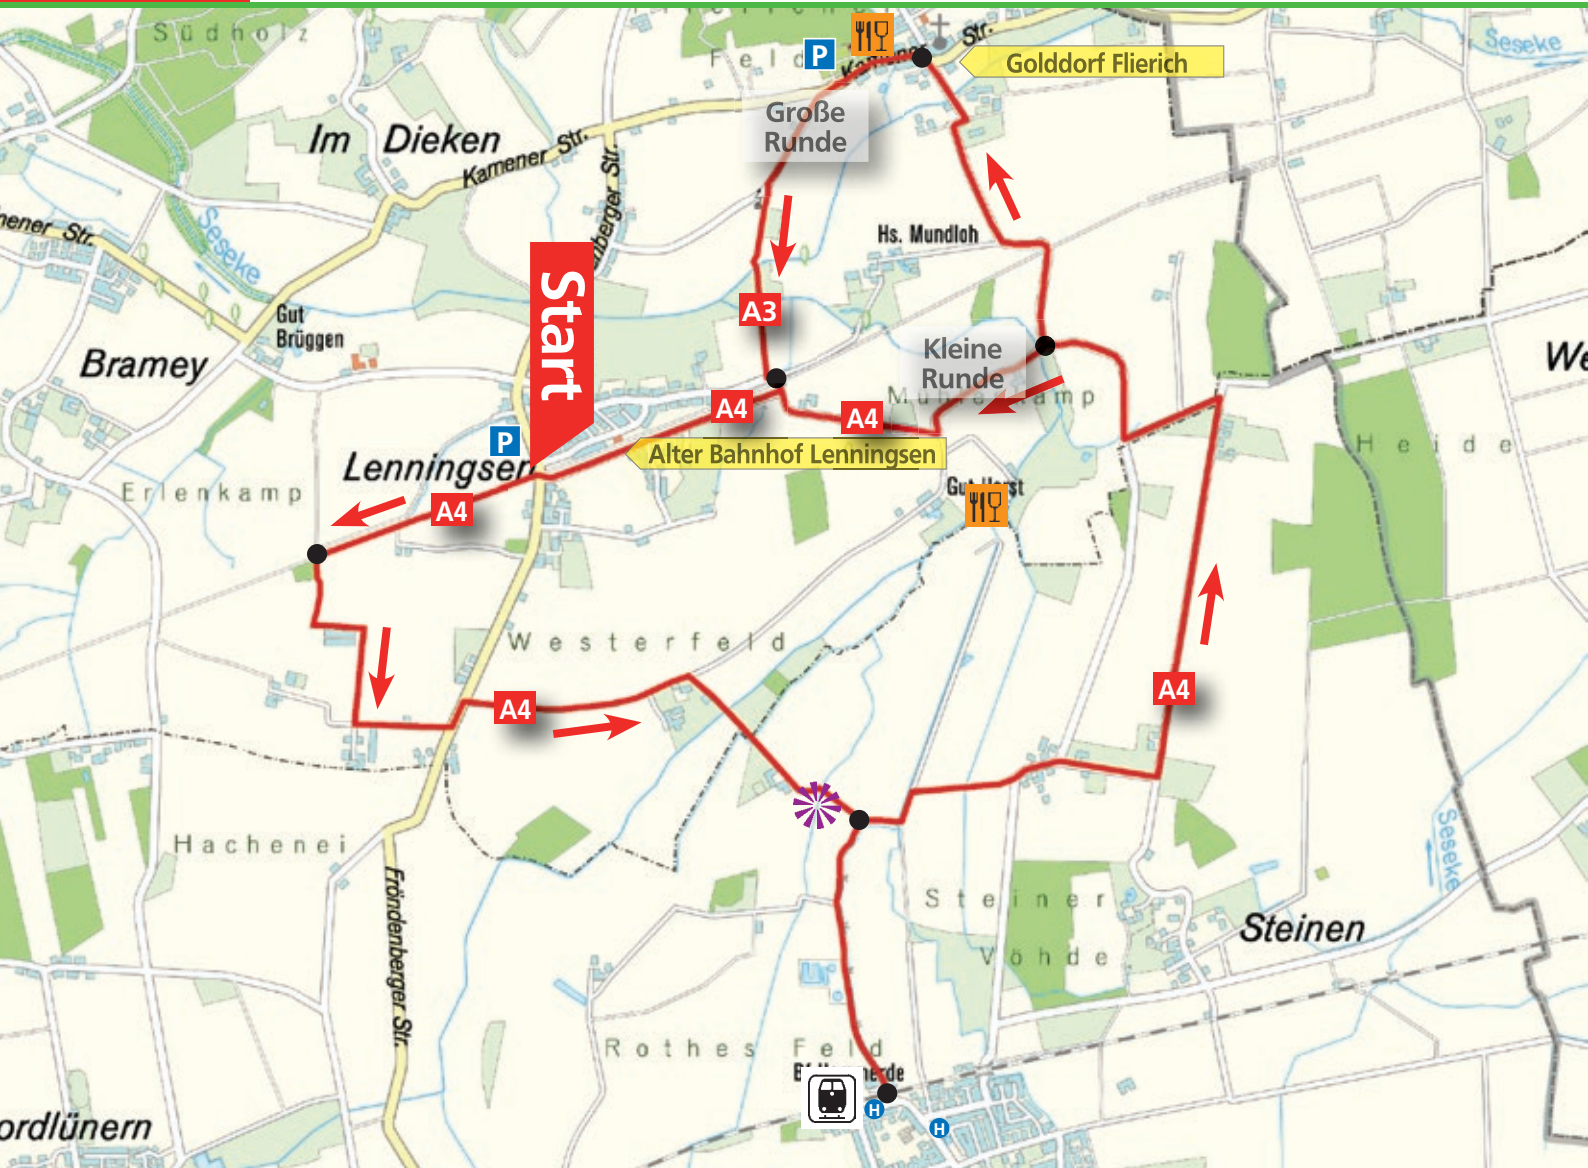 Südholz
Feld
Str.
Golddorf Flierich
Seseke
P
Große
Runde
Im Dieken
Kamener Str.
Str.
Seseke
Hs. Mundloh
Start
A3
Gut
Brüggen
Bramey
Kleine
Runde
We
A4
A4
P
Alter Bahnhof Lenningsen
Heide
Lenningsen
Erlenkamp
A4
Westerfeld
A4
A4
Hachenei
Fröndenberger Str.
Seseke
Steiner
Vöhde
Steinen
Rothes Feld
H
H
ordlünern